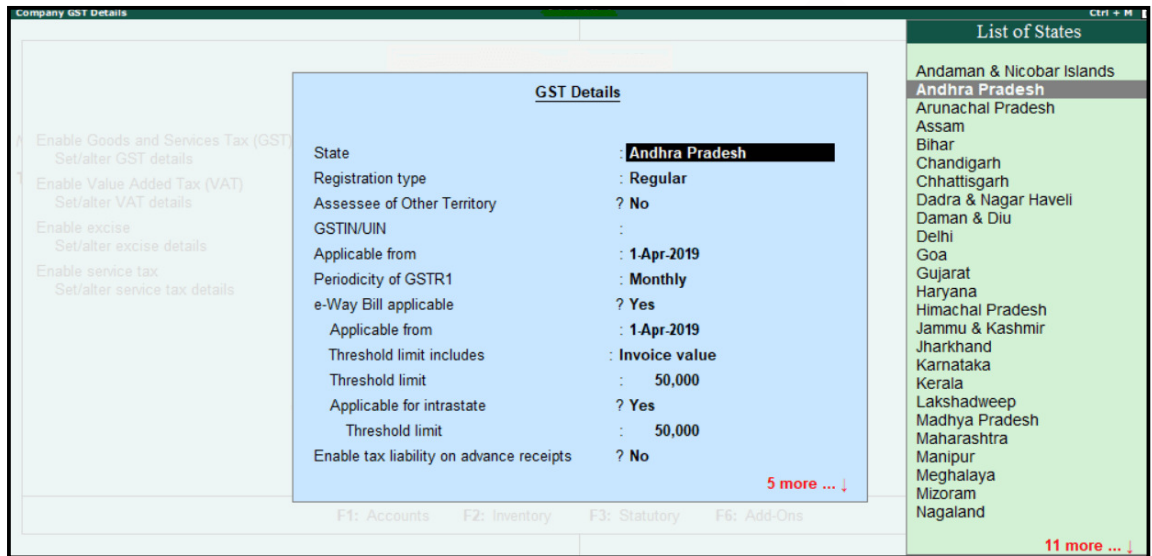 Company GST Details
Ctrl + M
Enable Goods and Services Tax (GST)
Set/alter GST details
Enable Value Added Tax (VAT)
Set/alter VAT details
Enable excise
Set/alter excise details
Enable service tax
Set/alter service tax details
GST Details
State : Andhra Pradesh
Registration type : Regular
Assessee of Other Territory ? No
GSTIN/UIN :
Applicable from : 1-Apr-2019
Periodicity of GSTR1 : Monthly
e-Way Bill applicable ? Yes
Applicable from : 1-Apr-2019
Threshold limit includes : Invoice value
Threshold limit : 50,000
Applicable for intrastate ? Yes
Threshold limit : 50,000
Enable tax liability on advance receipts ? No
5 more ... ↓
F1: Accounts F2: Inventory F3: Statutory F6: Add-Ons
List of States
Andaman & Nicobar Islands
Andhra Pradesh
Arunachal Pradesh
Assam
Bihar
Chandigarh
Chhattisgarh
Dadra & Nagar Haveli
Daman & Diu
Delhi
Goa
Gujarat
Haryana
Himachal Pradesh
Jammu & Kashmir
Jharkhand
Karnataka
Kerala
Lakshadweep
Madhya Pradesh
Maharashtra
Manipur
Meghalaya
Mizoram
Nagaland
11 more ... ↓